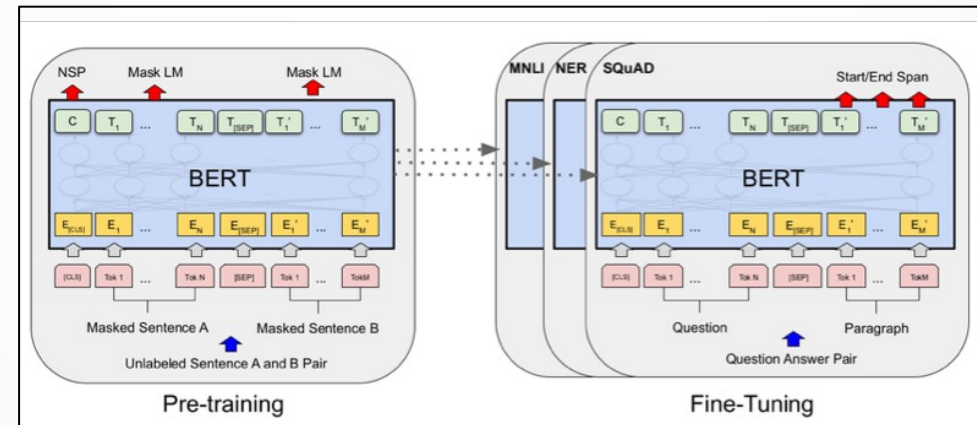 NSP Mask LM Mask LM
C T1 ... TN T[SEP] T1' ... TM'
BERT
E[CLS] E1 ... EN E[SEP] E1' ... EM'
[CLS] Tok 1 ... Tok N [SEP] Tok 1 ... TokM
Masked Sentence A Masked Sentence B
Unlabeled Sentence A and B Pair
Pre-training
MNLI NER SQuAD
Start/End Span
C T1 ... TN T[SEP] T1' ... TM'
BERT
E[CLS] E1 ... EN E[SEP] E1' ... EM'
[CLS] Tok 1 ... Tok N [SEP] Tok 1 ... TokM
Question Paragraph
Question Answer Pair
Fine-Tuning